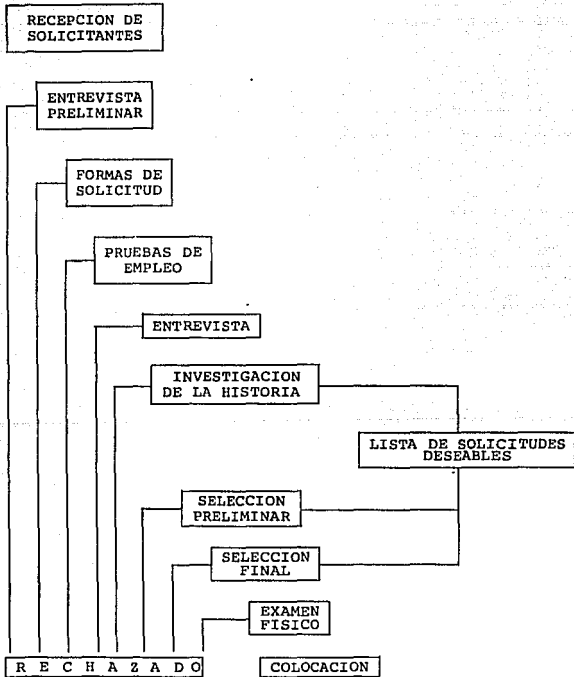 RECEPCION DE
SOLICITANTES
ENTREVISTA
PRELIMINAR
FORMAS DE
SOLICITUD
PRUEBAS DE
EMPLEO
ENTREVISTA
INVESTIGACION
DE LA HISTORIA
LISTA DE SOLICITUDES
DESEABLES
SELECCION
PRELIMINAR
SELECCION
FINAL
EXAMEN
FISICO
R E C H A Z A D O
COLOCACION